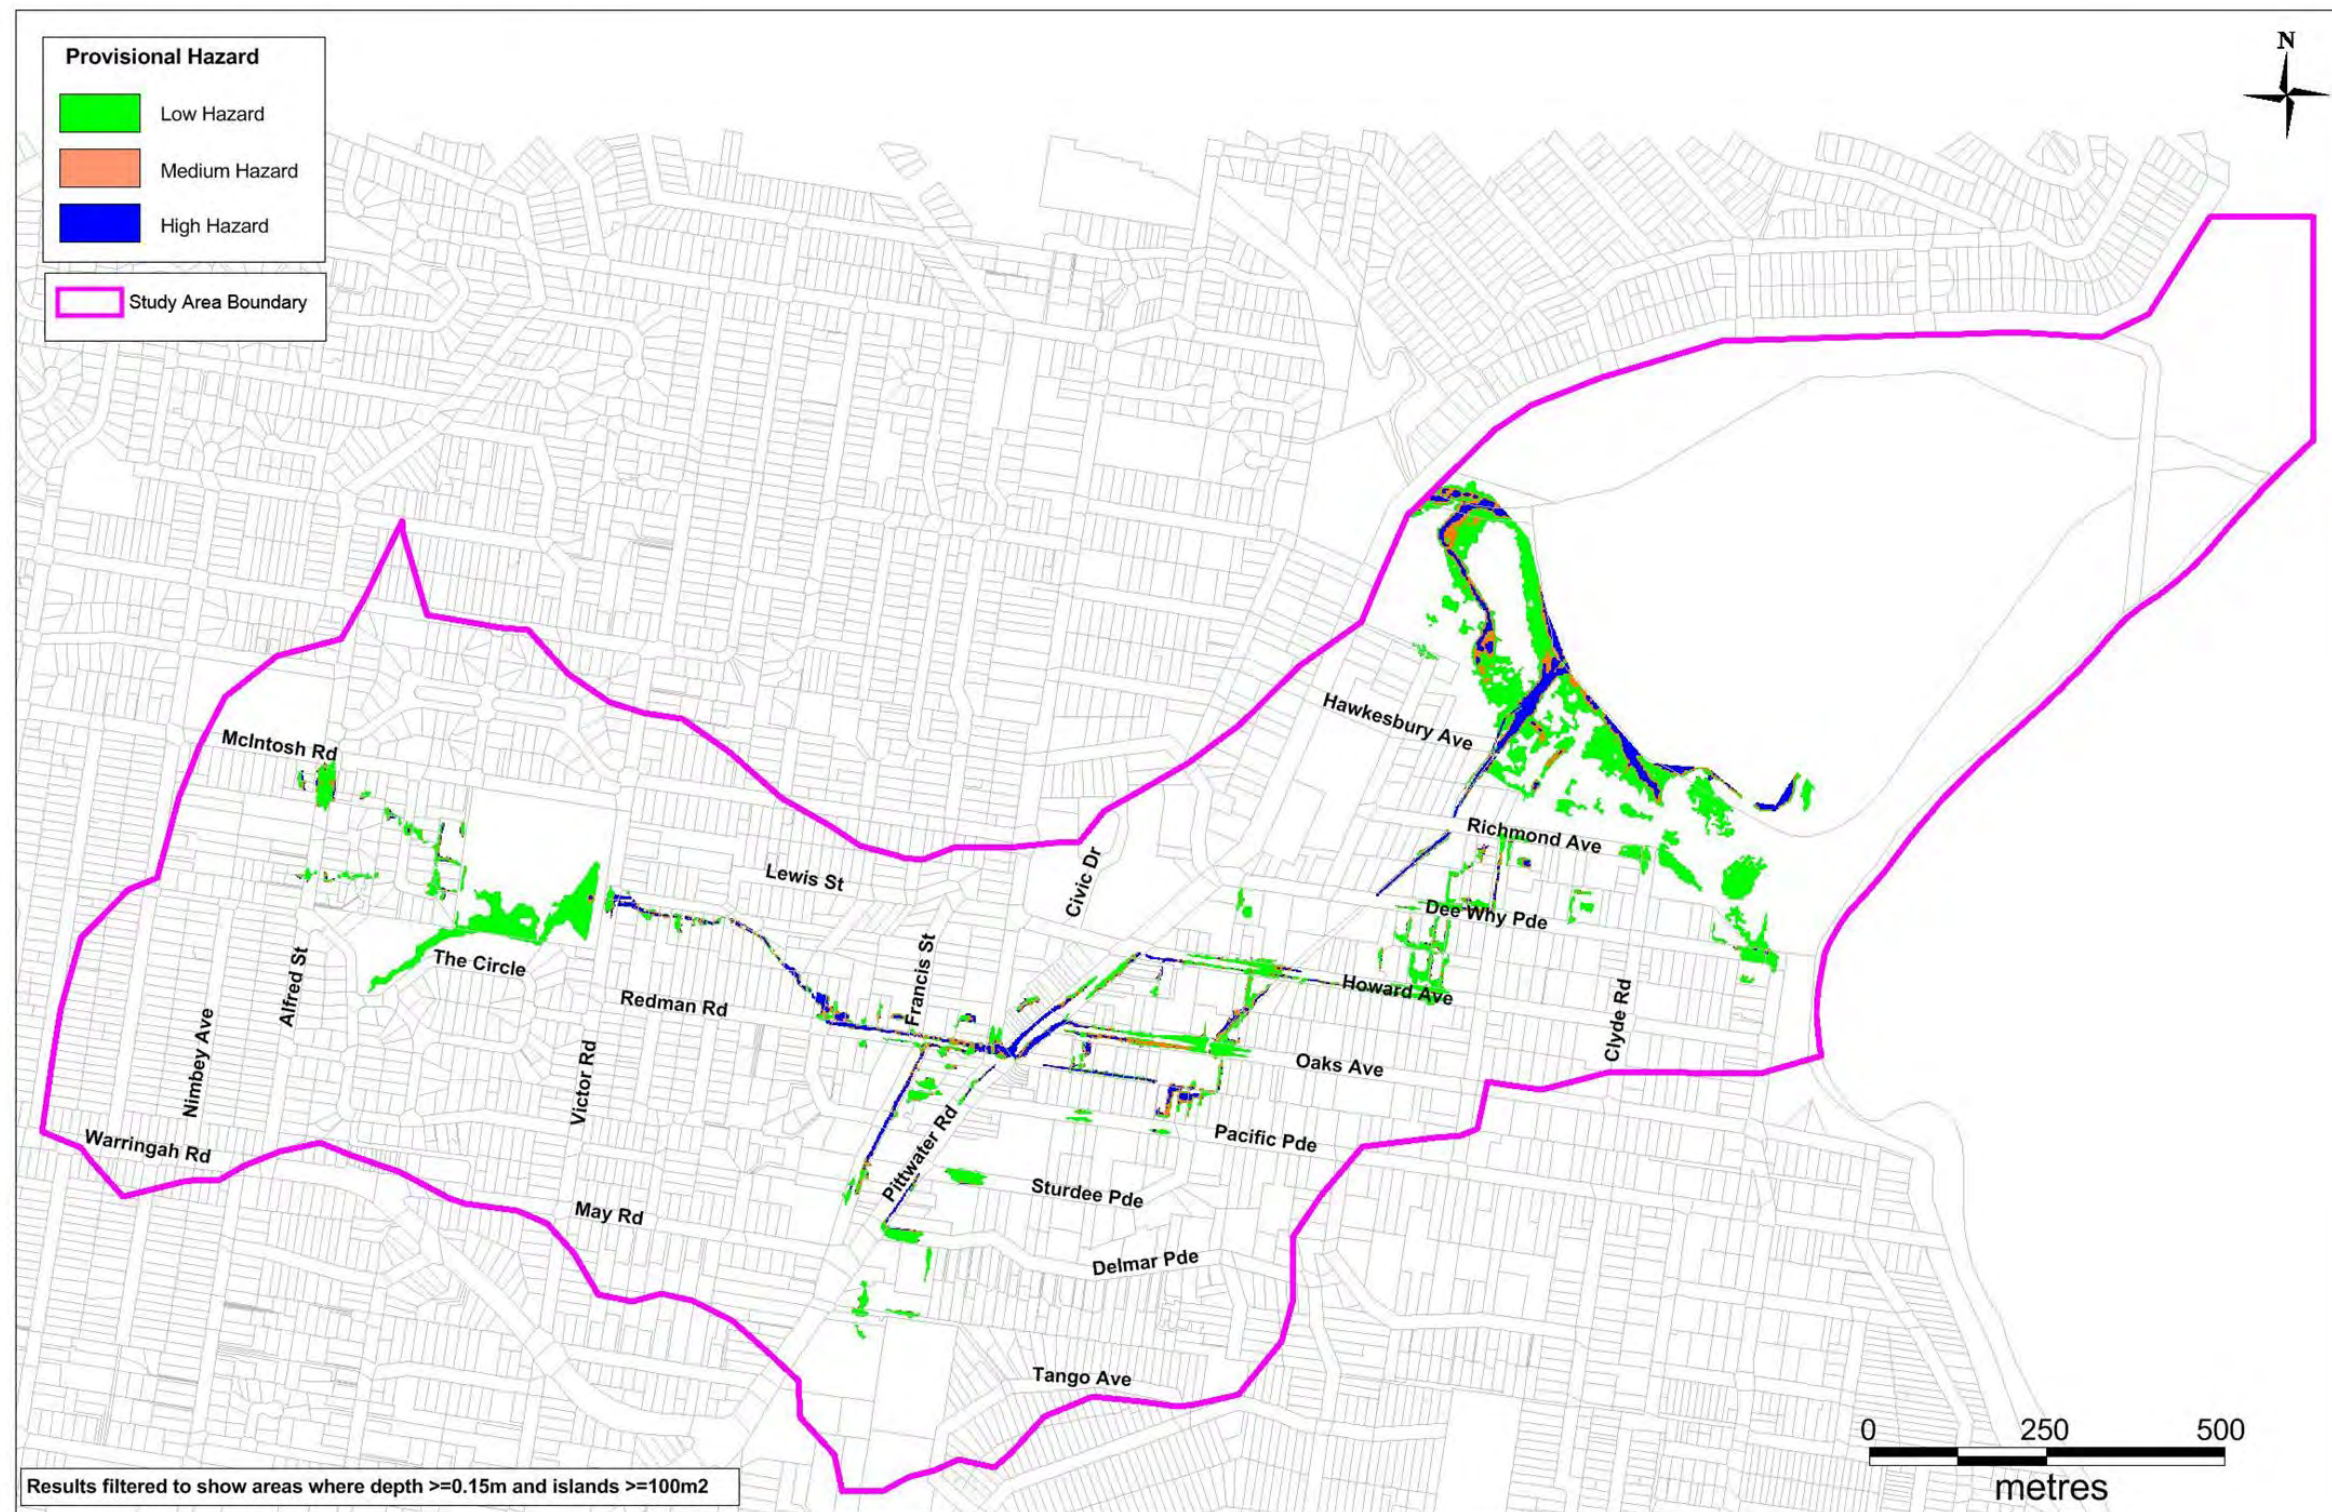 Provisional Hazard
Low Hazard
Medium Hazard
High Hazard
Study Area Boundary
N
McIntosh Rd
Hawkesbury Ave
Richmond Ave
Lewis St
Civic Dr
Dee Why Pde
The Circle
Alfred St
Francis St
Redman Rd
Howard Ave
Clyde Rd
Nimbey Ave
Victor Rd
Oaks Ave
Warringah Rd
Pittwater Rd
Pacific Pde
Sturdee Pde
May Rd
Delmar Pde
Tango Ave
0 250 500
metres
Results filtered to show areas where depth >=0.15m and islands >=100m2